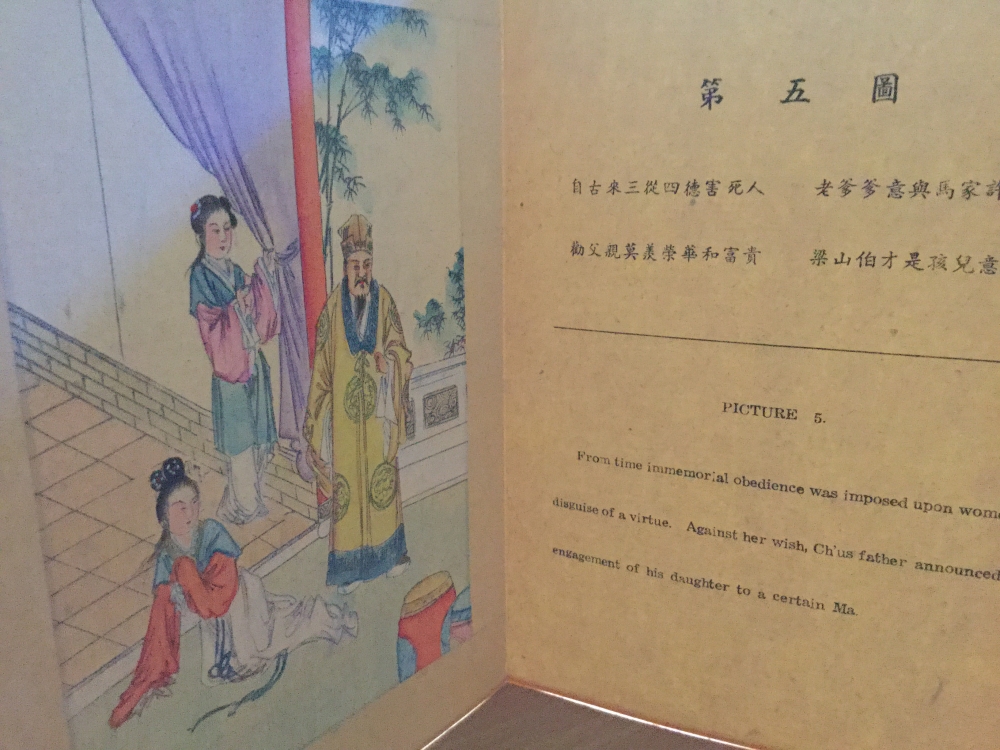 第五圖
自古來三從四德害死人 老爹爹意與馬家許
勸父親莫羨榮華和富貴 梁山伯才是孩兒意
PICTURE 5.
From time immemorial obedience was imposed upon
disguise of a virtue. Against her wish, Ch'us father announced
engagement of his daughter to a certain Ma.